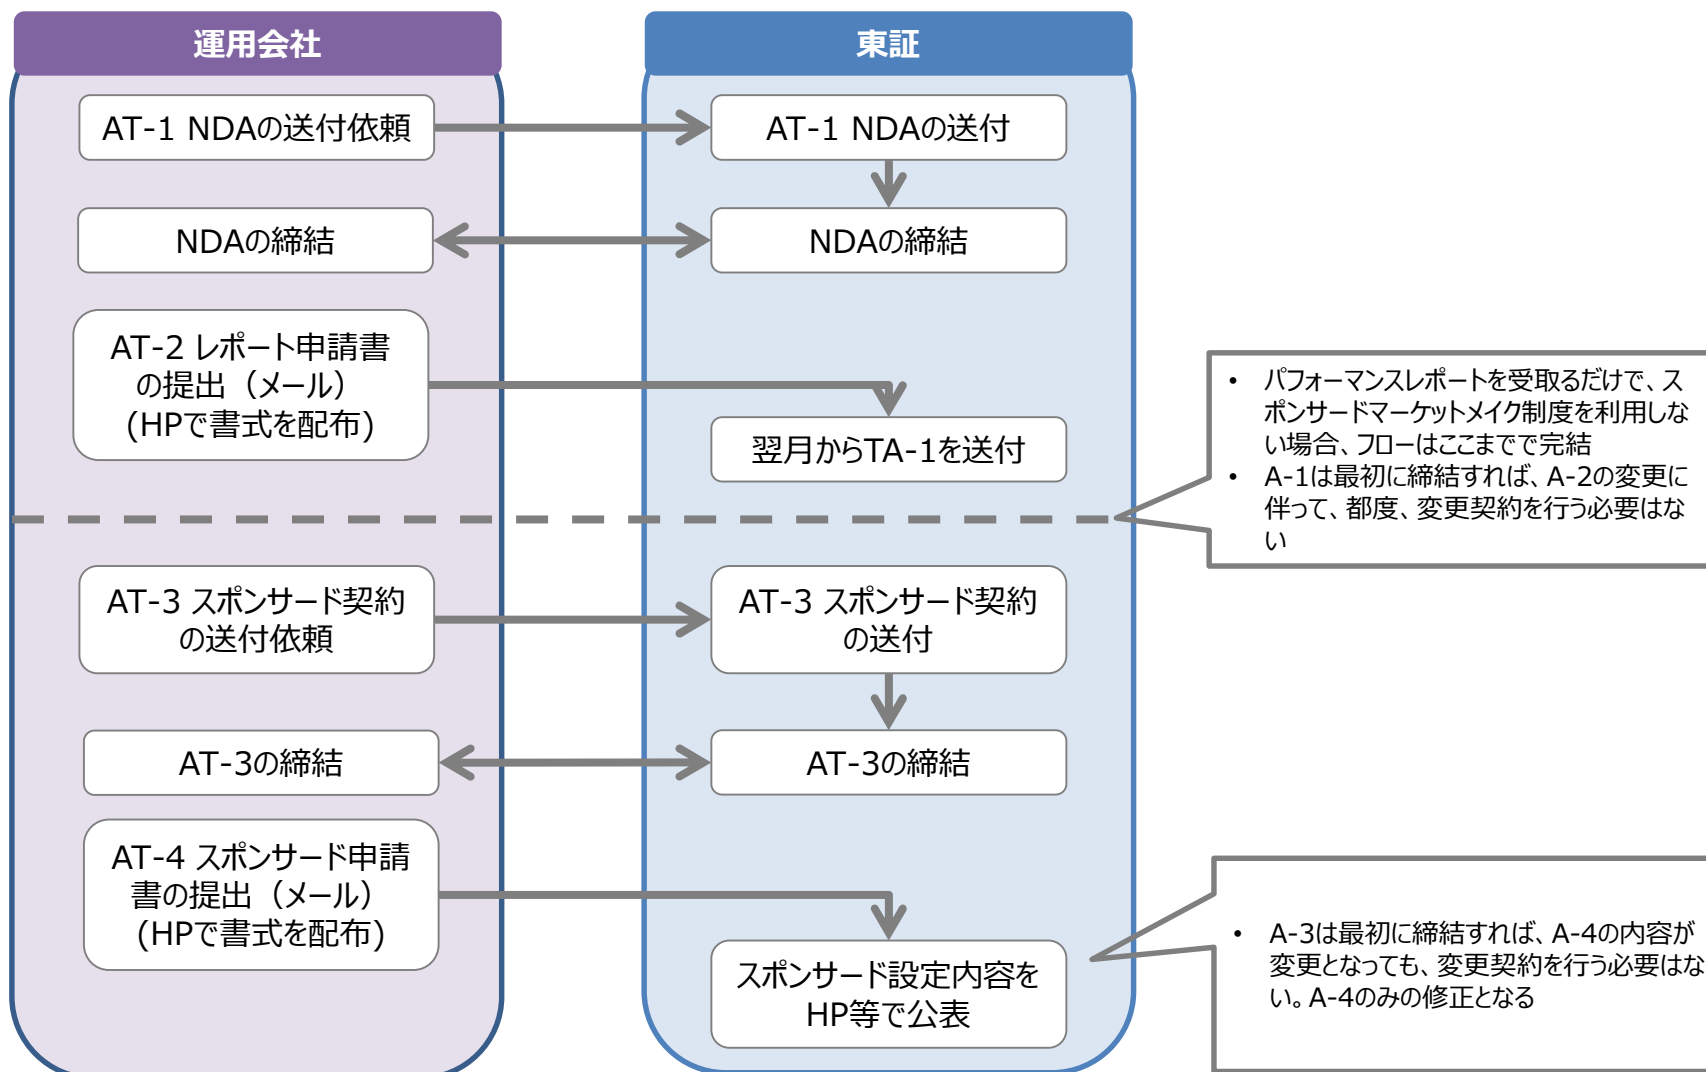 運用会社
東証
AT-1 NDAの送付依頼
AT-1 NDAの送付
NDAの締結
NDAの締結
AT-2 レポート申請書
の提出（メール）
(HPで書式を配布)
翌月からTA-1を送付
• パフォーマンスレポートを受取るだけで、ス
ポンサードマーケットメイク制度を利用しな
い場合、フローはここまでで完結
• A-1は最初に締結すれば、A-2の変更に
伴って、都度、変更契約を行う必要はな
い
AT-3 スポンサード契約
の送付依頼
AT-3 スポンサード契約
の送付
AT-3の締結
AT-3の締結
AT-4 スポンサード申請
書の提出（メール）
(HPで書式を配布)
スポンサード設定内容を
HP等で公表
• A-3は最初に締結すれば、A-4の内容が
変更となっても、変更契約を行う必要はな
い。A-4のみの修正となる